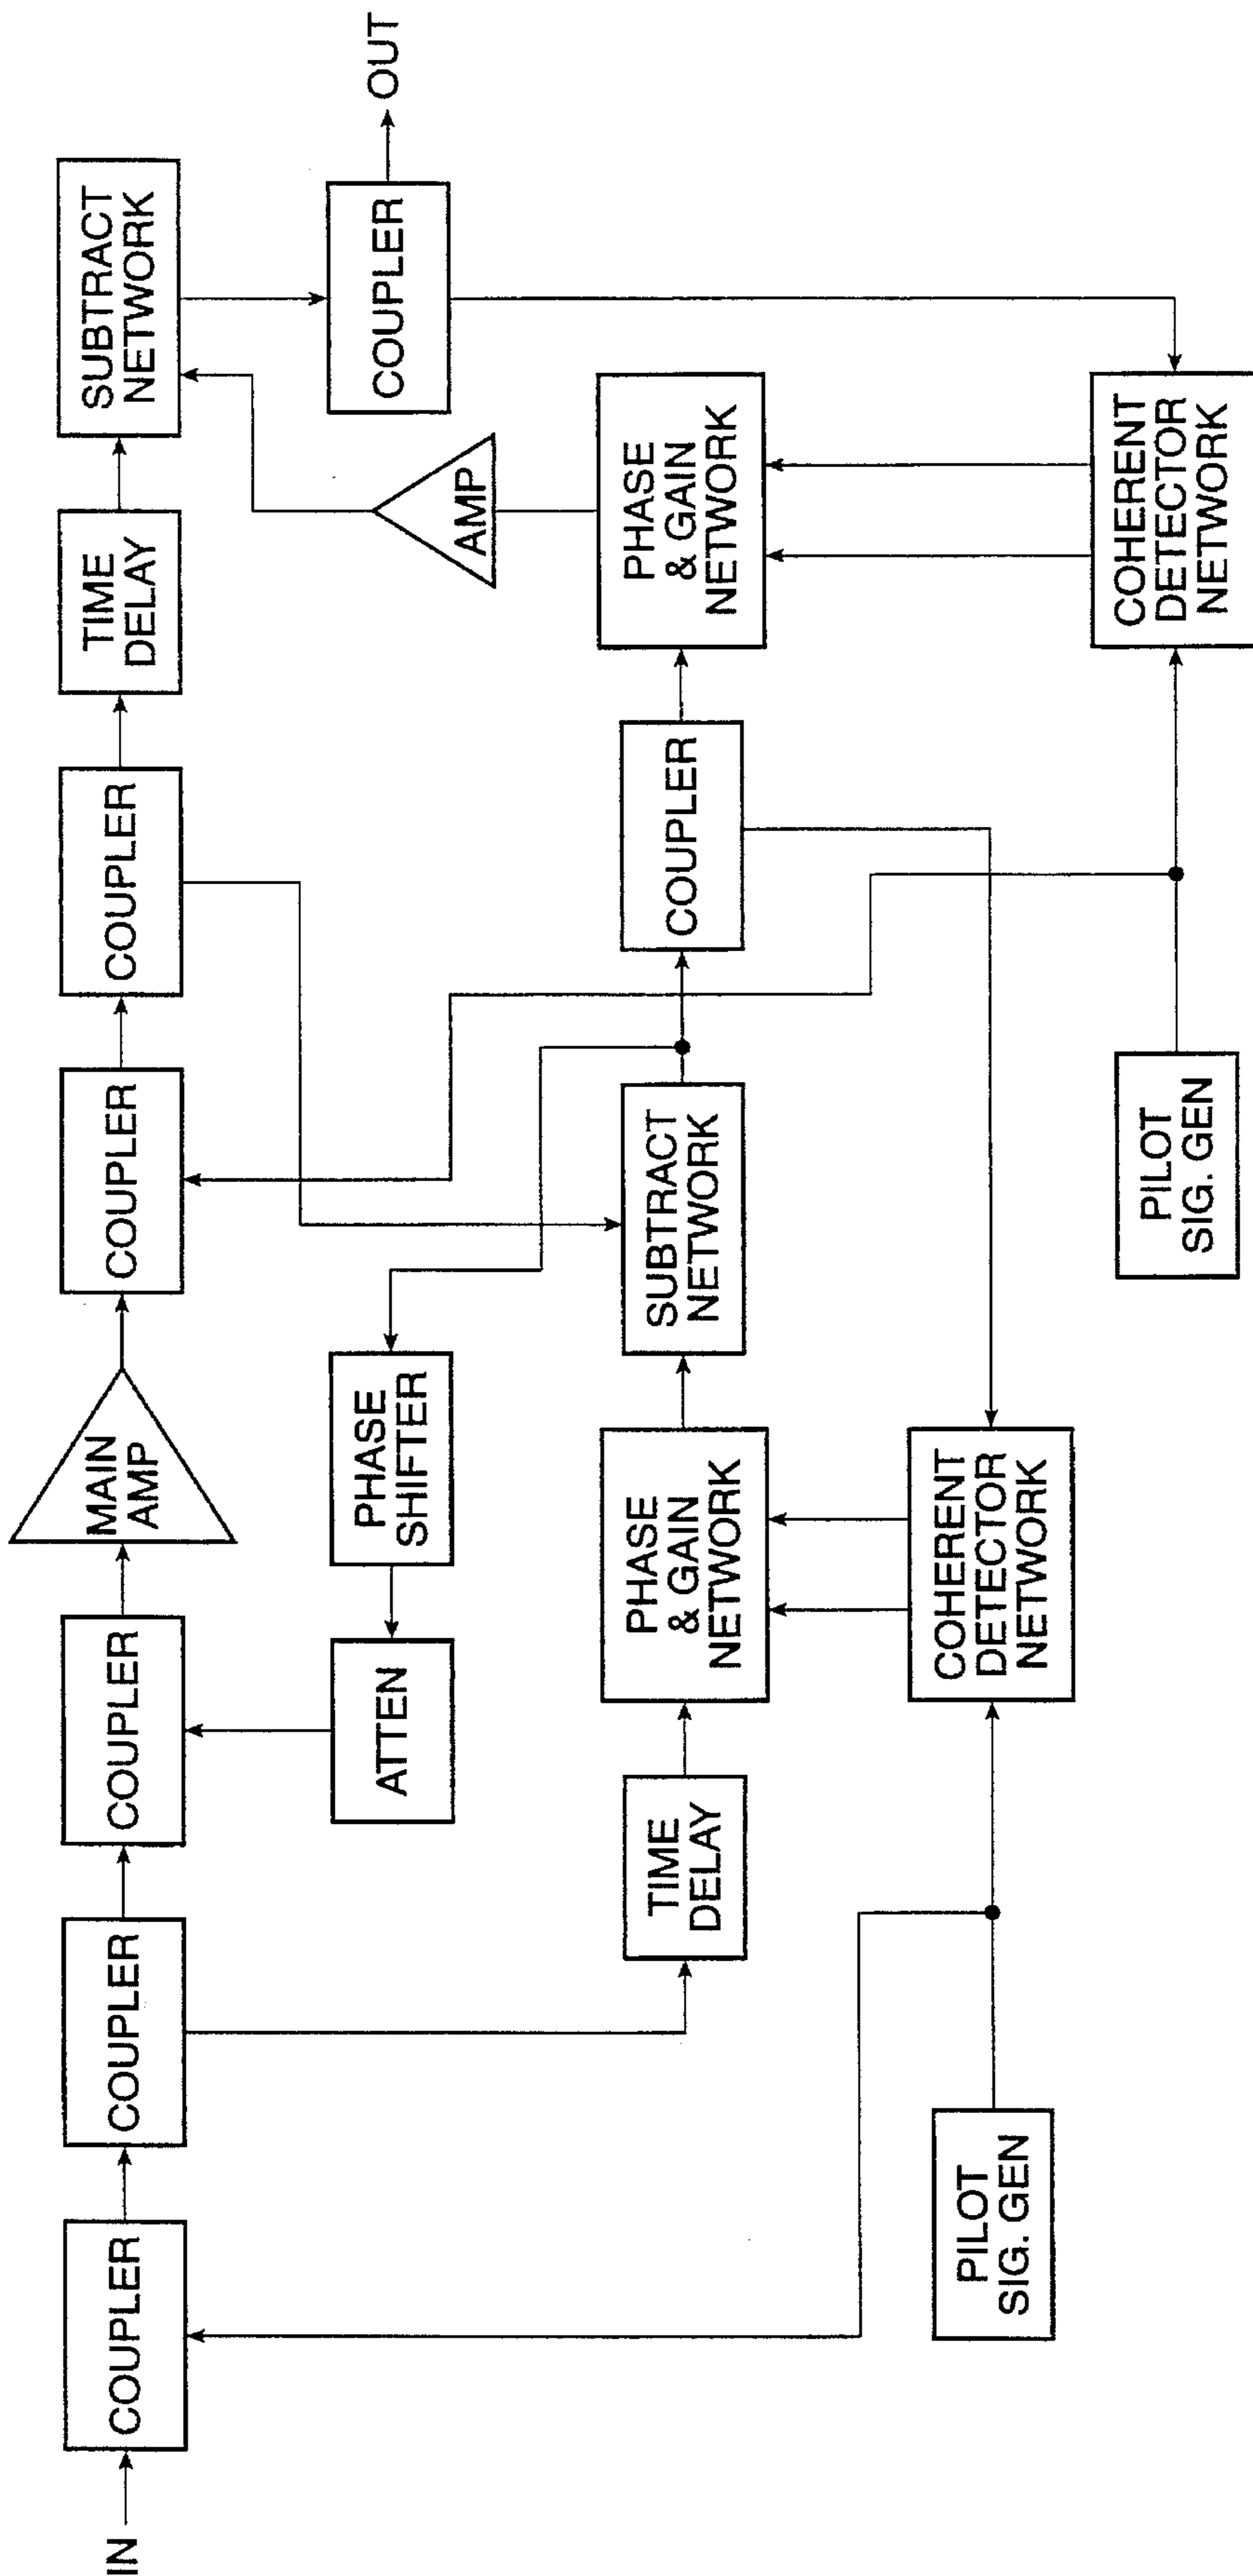 IN
COUPLER
COUPLER
COUPLER
MAIN
AMP
COUPLER
COUPLER
TIME
DELAY
SUBTRACT
NETWORK
ATTEN
PHASE
SHIFTER
COUPLER
OUT
AMP
TIME
DELAY
PHASE
& GAIN
NETWORK
SUBTRACT
NETWORK
COUPLER
PHASE
& GAIN
NETWORK
PILOT
SIG. GEN
COHERENT
DETECTOR
NETWORK
PILOT
SIG. GEN
COHERENT
DETECTOR
NETWORK